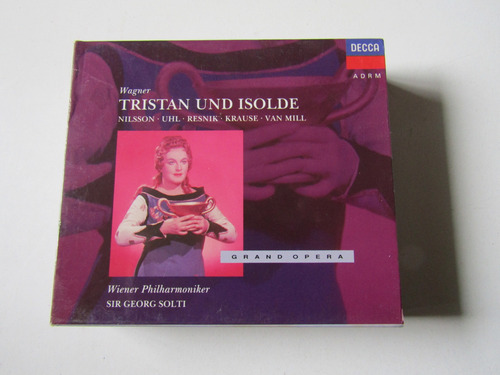 DECCA
ADRM
Wagner
TRISTAN UND ISOLDE
NILSSON · UHL · RESNIK · KRAUSE · VAN MILL
GRAND OPERA
Wiener Philharmoniker
SIR GEORG SOLTI